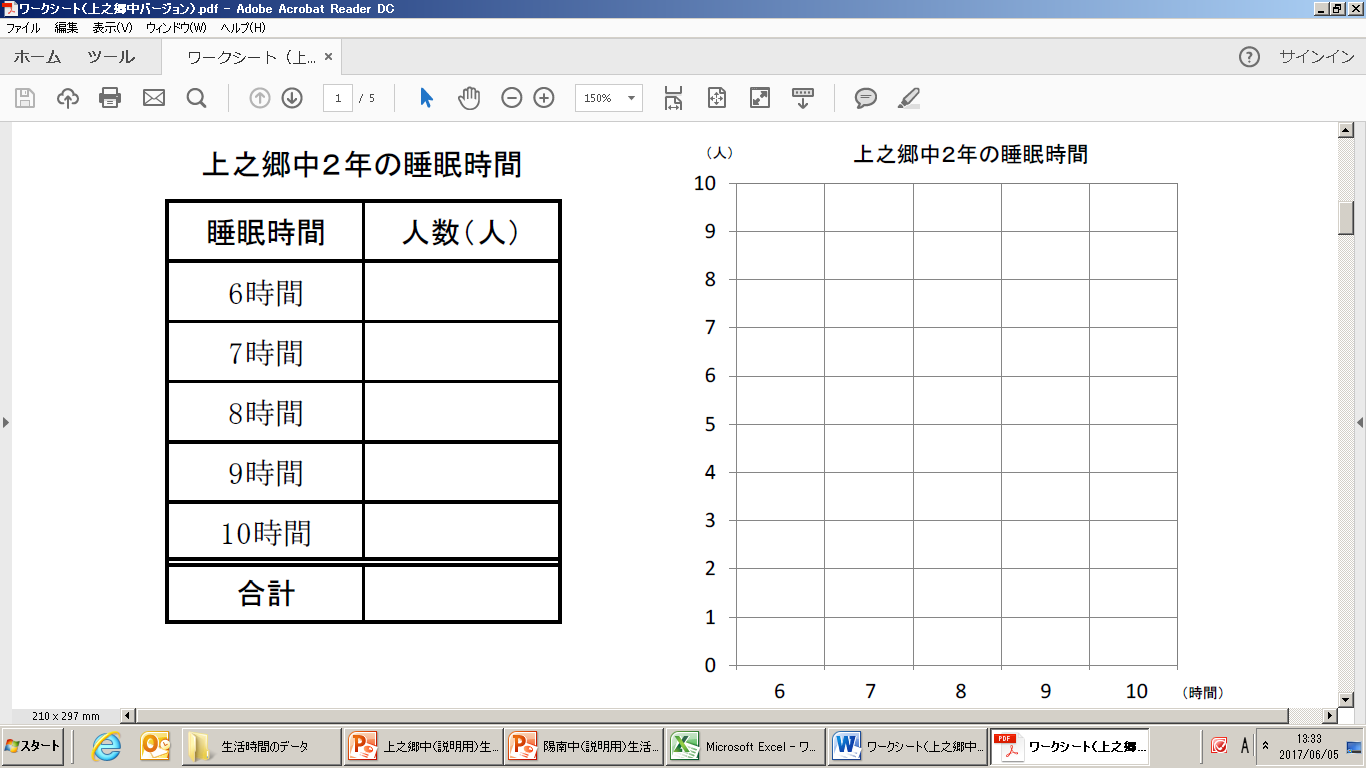 ワークシート(上之郷中バージョン).pdf - Adobe Acrobat Reader DC
ファイル 編集 表示(V) ウィンドウ(W) ヘルプ(H)
ホーム ツール ワークシート（上... × ? サインイン
1 / 5 150%
上之郷中２年の睡眠時間
睡眠時間 人数（人）
6時間
7時間
8時間
9時間
10時間
合計
（人） 上之郷中２年の睡眠時間
10
9
8
7
6
5
4
3
2
1
0
6 7 8 9 10 （時間）
210 x 297 mm
スタート 生活時間のデータ 上之郷中(説明用)生... 陽南中(説明用)生活... Microsoft Excel - ワ... ワークシート(上之郷中... ワークシート(上之郷... A 13:33
2017/06/05